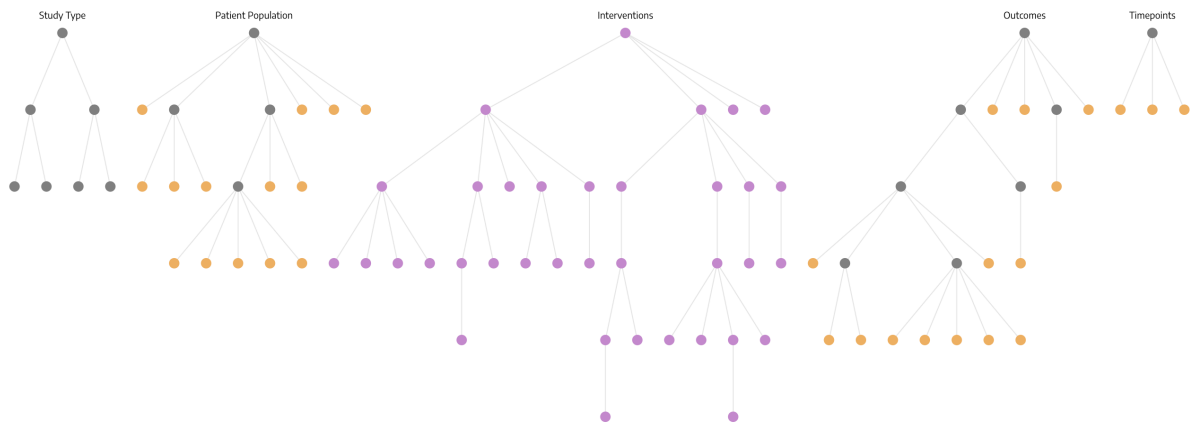 Study Type
Patient Population
Interventions
Outcomes
Timepoints